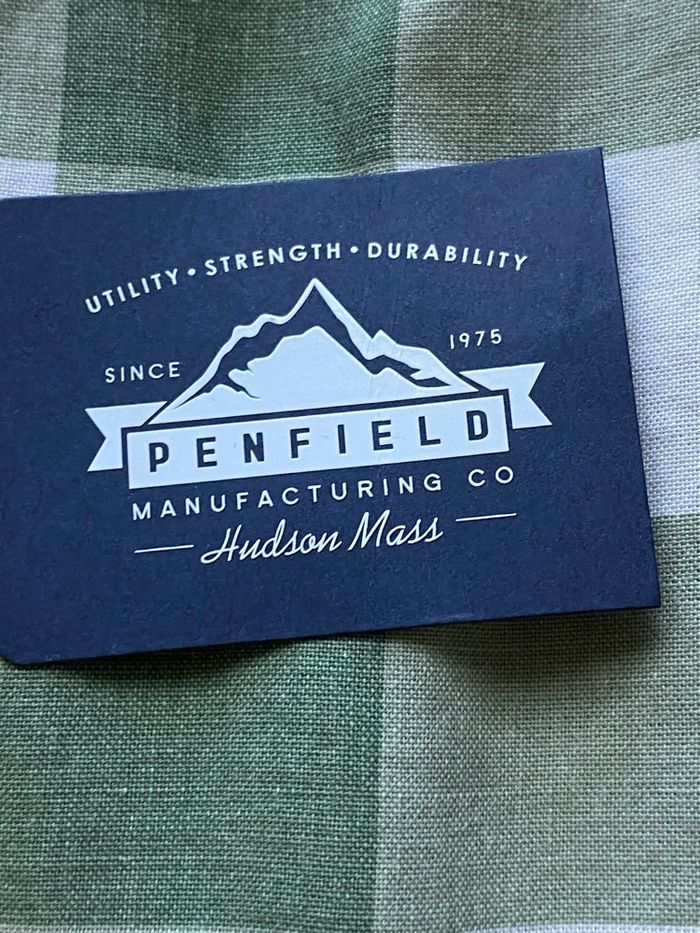 UTILITY • STRENGTH • DURABILITY
SINCE 1975
PENFIELD
MANUFACTURING CO
Hudson Mass